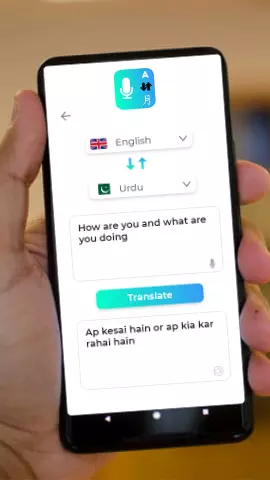 A
English
Urdu
How are you and what are
you doing
Translate
Ap kesai hain or ap kia kar
rahai hain